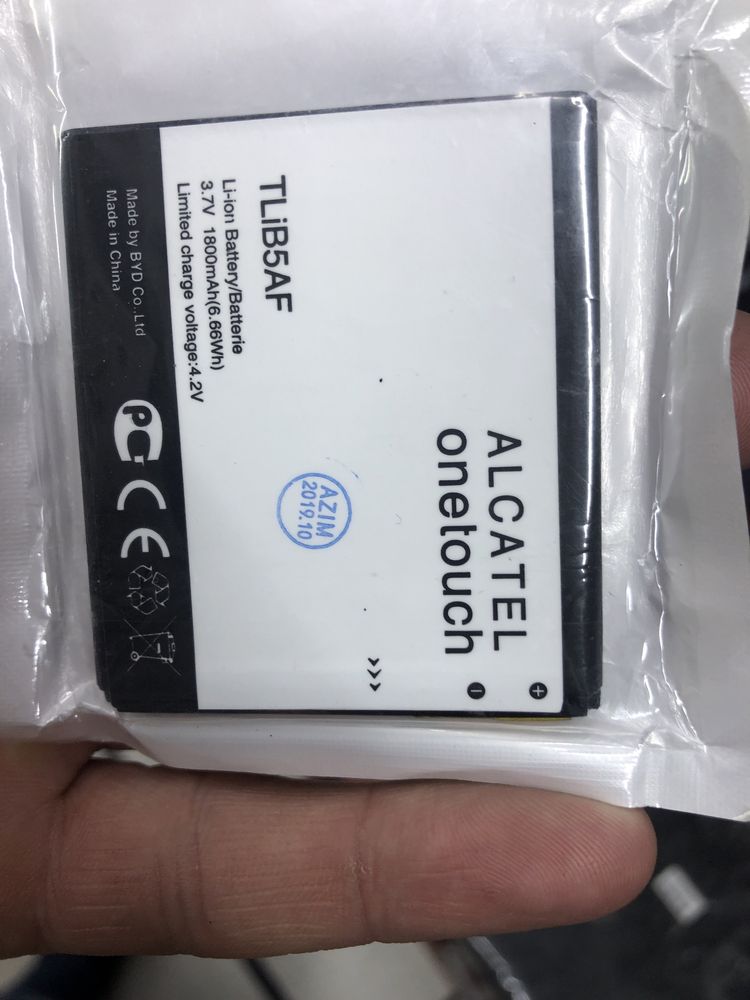 ALCATEL
onetouch
TLiB5AF
Li-ion Battery/Batterie
3.7V 1800mAh(6.66Wh)
Limited charge voltage:4.2V
AZIM
2019.10
Made by BYD Co.,Ltd
Made in China